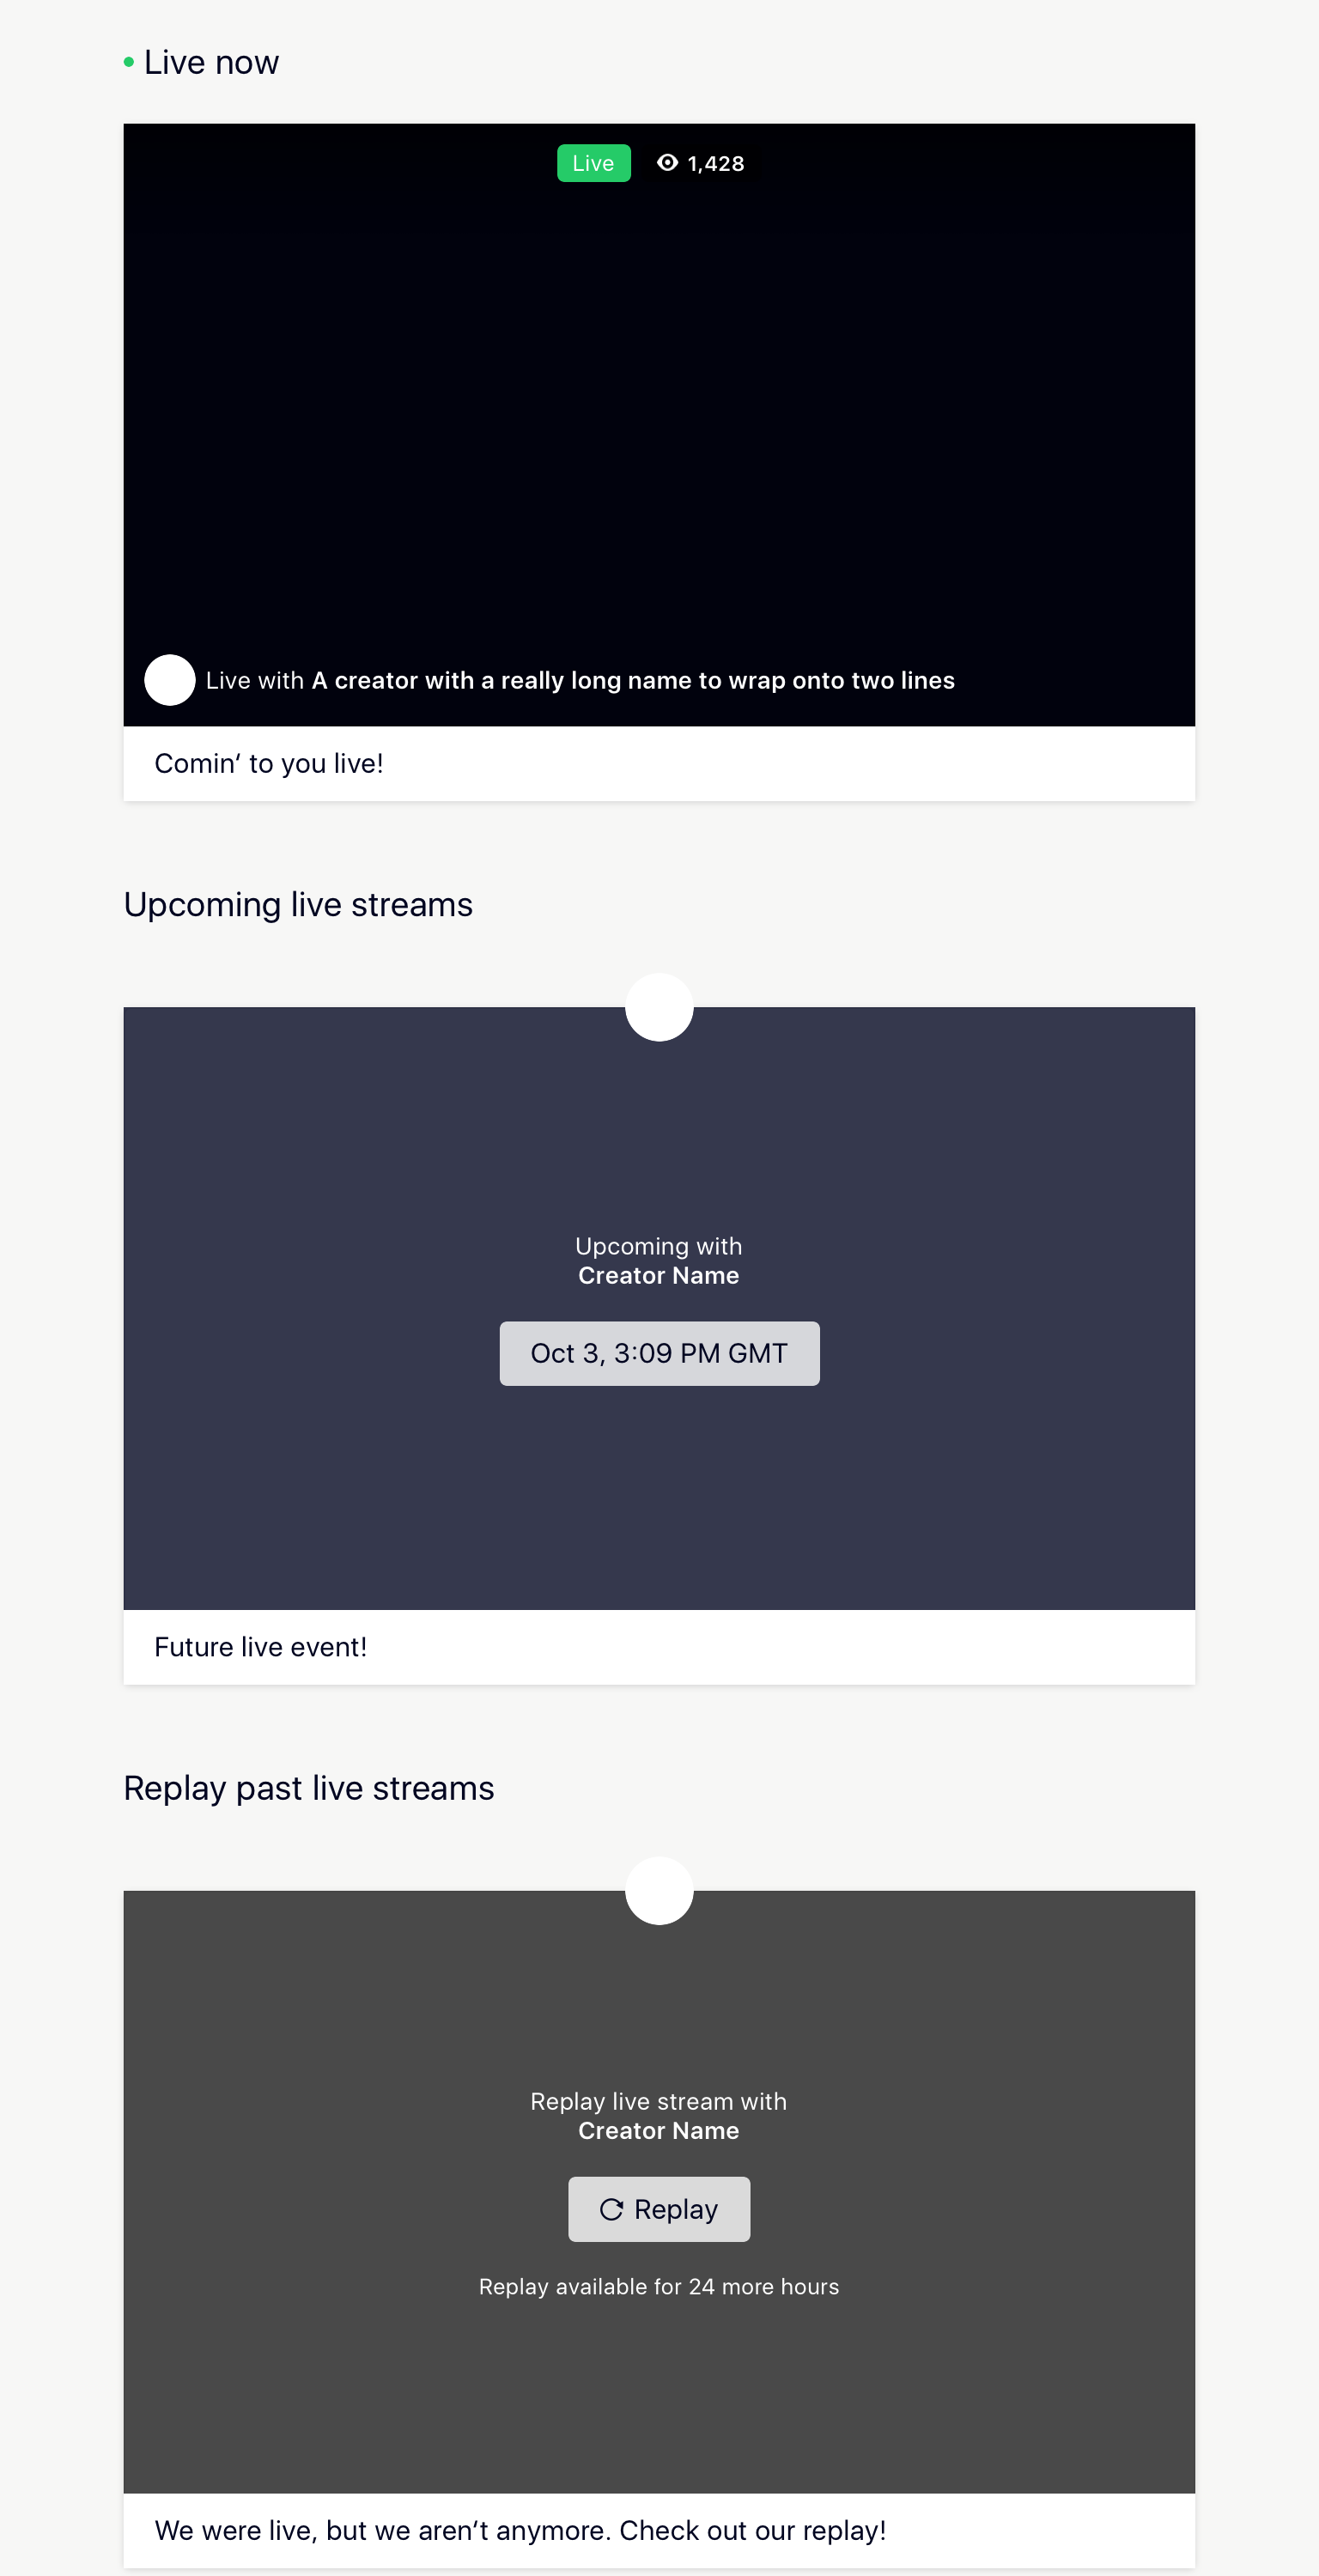 Live now
Live 1,428
Live with A creator with a really long name to wrap onto two lines
Comin‘ to you live!
Upcoming live streams
Upcoming with
Creator Name
Oct 3, 3:09 PM GMT
Future live event!
Replay past live streams
Replay live stream with
Creator Name
Replay
Replay available for 24 more hours
We were live, but we aren‘t anymore. Check out our replay!